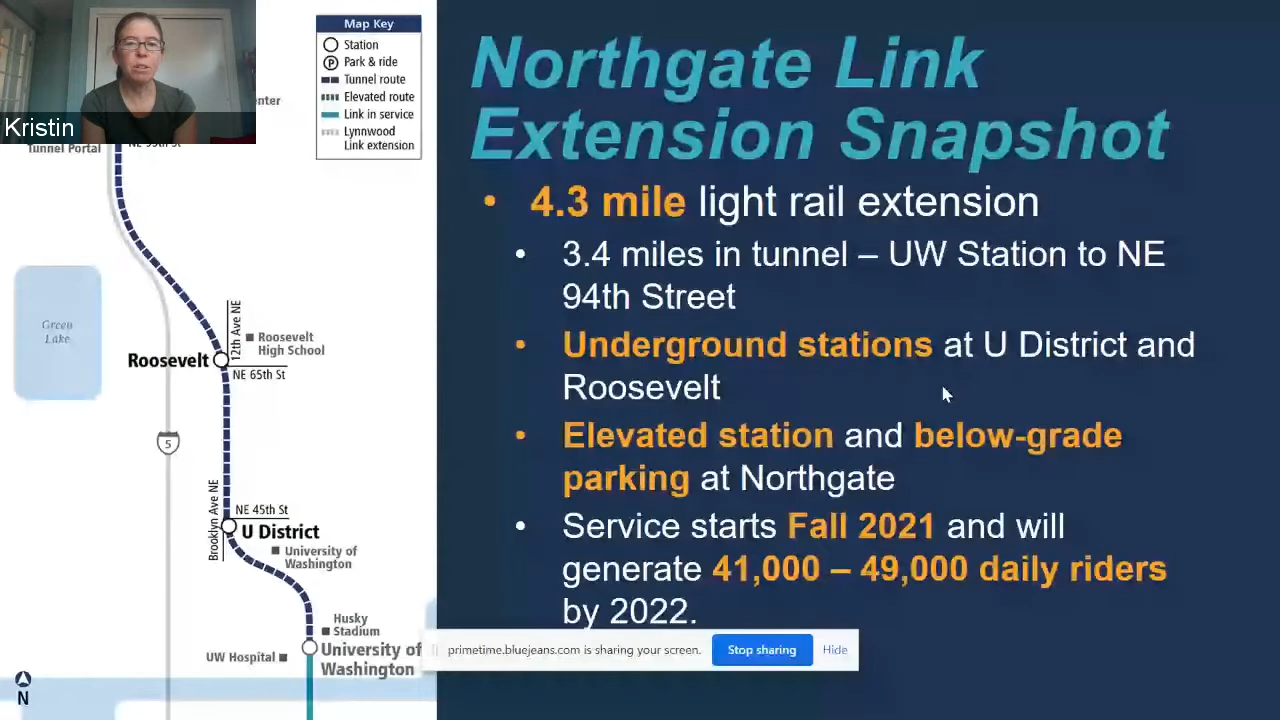 Kristin
enter
Tunnel Portal
Map Key
Station
P Park & ride
Tunnel route
Elevated route
Link in service
Lynnwood
Link extension
Green
Lake
12th Ave NE
Roosevelt
High School
Roosevelt
NE 65th St
5
Brooklyn Ave NE
NE 45th St
U District
University of
Washington
Husky
Stadium
UW Hospital
University of
Washington
N
Northgate Link
Extension Snapshot
• 4.3 mile light rail extension
• 3.4 miles in tunnel – UW Station to NE
94th Street
• Underground stations at U District and
Roosevelt
• Elevated station and below-grade
parking at Northgate
• Service starts Fall 2021 and will
generate 41,000 – 49,000 daily riders
by 2022.
primetime.bluejeans.com is sharing your screen. Stop sharing Hide